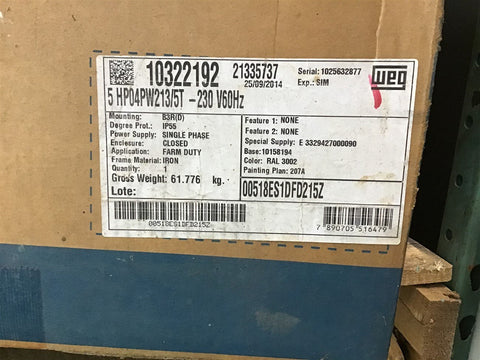 10322192 21335737 25/09/2014 Serial: 1025632877 Exp.: SIM WEG
5 HP04PW213/5T -230 V60Hz
Mounting: B3R(D)
Degree Prot.: IP55
Power Supply: SINGLE PHASE
Enclosure: CLOSED
Application: FARM DUTY
Frame Material: IRON
Quantity: 1
Gross Weight: 61.776 kg.
Feature 1: NONE
Feature 2: NONE
Special Supply: E 3329427000090
Base: 10158194
Color: RAL 3002
Painting Plan: 207A
Lote: 00518ES1DFD215Z
00518ES1DFD215Z
7 890705 516479